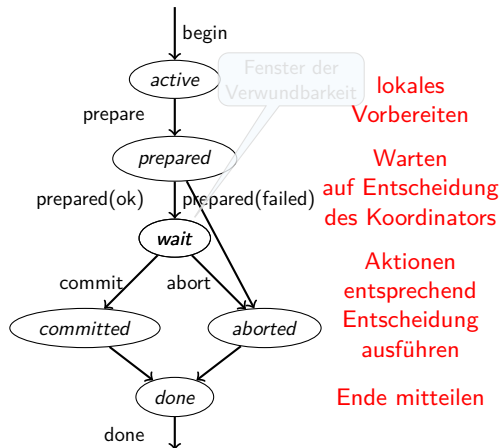 begin
Fenster der
Verwundbarkeit
active
lokales
Vorbereiten
prepare
prepared
Warten
auf Entscheidung
des Koordinators
prepared(ok)
prepared(failed)
wait
Aktionen
entsprechend
Entscheidung
ausführen
commit
abort
committed
aborted
done
Ende mitteilen
done